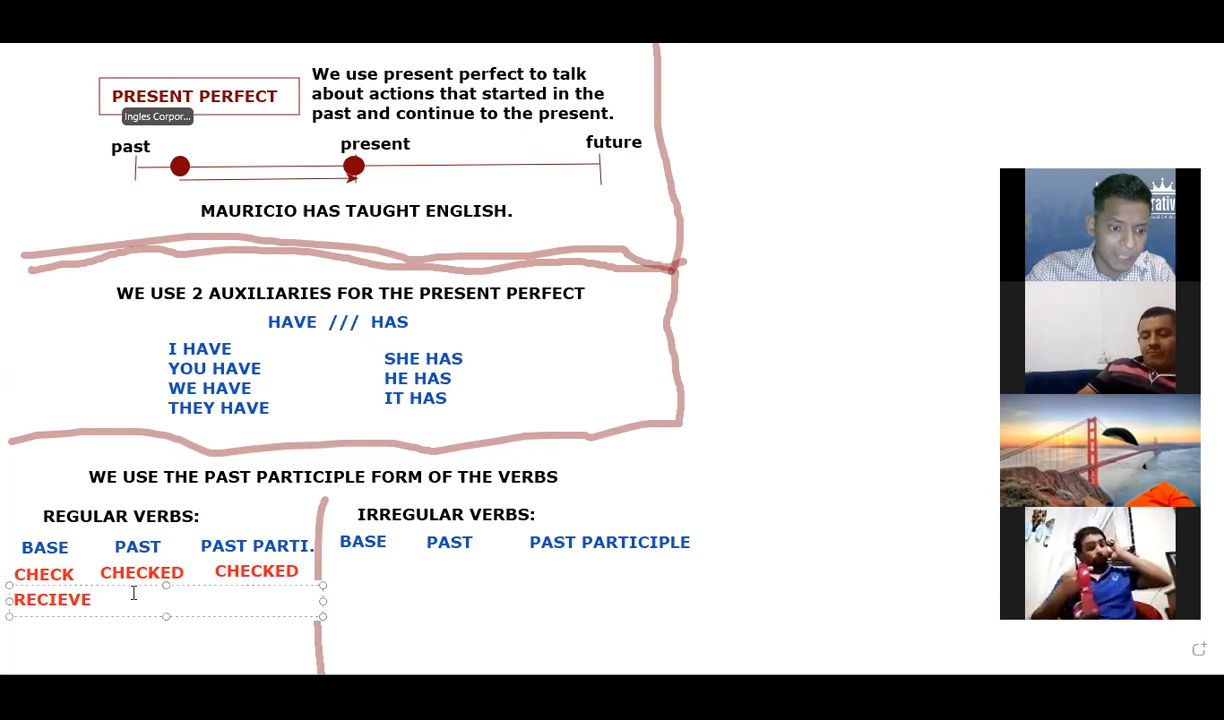 We use present perfect to talk
about actions that started in the
past and continue to the present.
PRESENT PERFECT
Ingles Corpor...
past
present
future
MAURICIO HAS TAUGHT ENGLISH.
WE USE 2 AUXILIARIES FOR THE PRESENT PERFECT
HAVE /// HAS
I HAVE
YOU HAVE
WE HAVE
THEY HAVE
SHE HAS
HE HAS
IT HAS
WE USE THE PAST PARTICIPLE FORM OF THE VERBS
REGULAR VERBS:
BASE PAST PAST PARTI.
CHECK CHECKED CHECKED
RECIEVE
IRREGULAR VERBS:
BASE PAST PAST PARTICIPLE